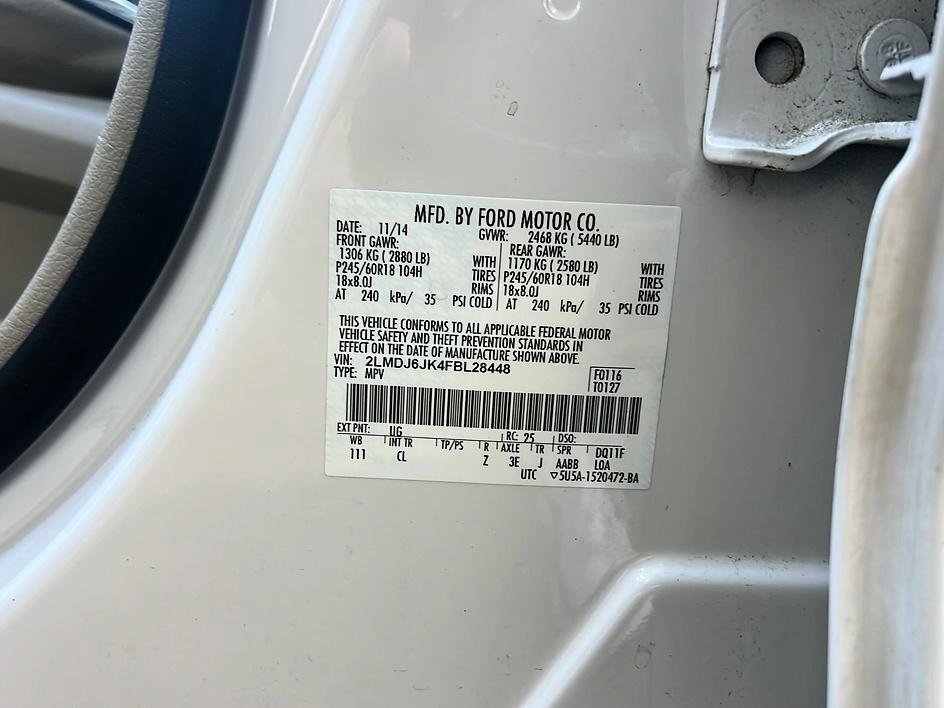 MFD. BY FORD MOTOR CO.
DATE: 11/14 GVWR: 2468 KG ( 5440 LB)
FRONT GAWR: REAR GAWR:
1306 KG ( 2880 LB) WITH 1170 KG ( 2580 LB) WITH
P245/60R18 104H TIRES P245/60R18 104H TIRES
18x8.0J RIMS 18x8.0J RIMS
AT 240 kPa/ 35 PSI COLD AT 240 kPa/ 35 PSI COLD
THIS VEHICLE CONFORMS TO ALL APPLICABLE FEDERAL MOTOR
VEHICLE SAFETY AND THEFT PREVENTION STANDARDS IN
EFFECT ON THE DATE OF MANUFACTURE SHOWN ABOVE.
VIN: 2LMDJ6JK4FBL28448
TYPE: MPV
F0116
T0127
EXT PNT: UG RC: 25 DSO:
WB INT TR TP/PS R AXLE TR SPR DQ11F
111 CL Z 3E J AABB LOA
UTC ▽5U5A-1520472-BA